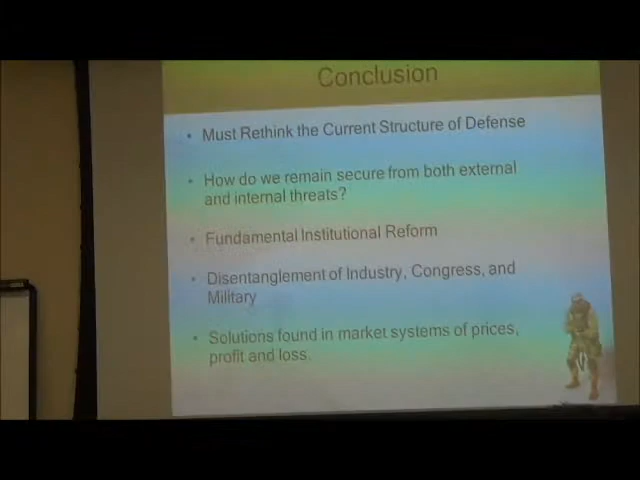 Conclusion
• Must Rethink the Current Structure of Defense
• How do we remain secure from both external
and internal threats?
• Fundamental Institutional Reform
• Disentanglement of Industry, Congress, and
Military
• Solutions found in market systems of prices,
profit and loss.